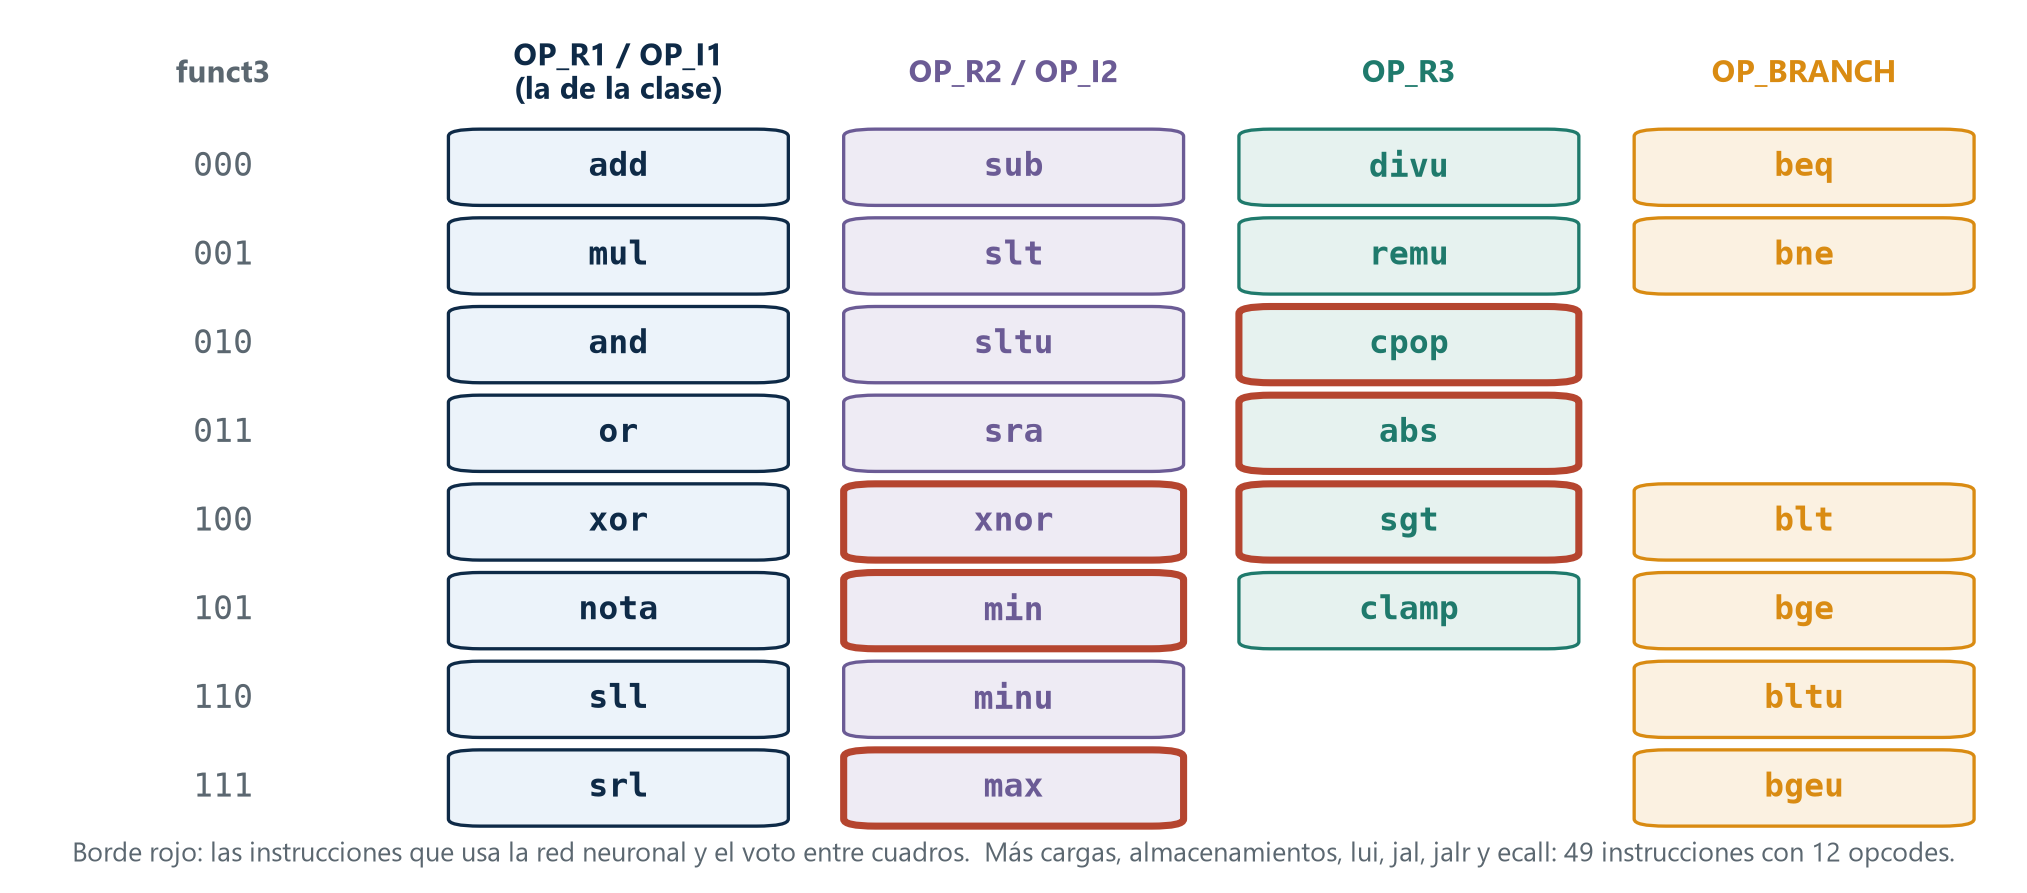 funct3 OP_R1 / OP_I1 OP_R2 / OP_I2 OP_R3 OP_BRANCH
(la de la clase)
000 add sub divu beq
001 mul slt remu bne
010 and sltu cpop
011 or sra abs
100 xor xnor sgt blt
101 nota min clamp bge
110 sll minu bltu
111 srl max bgeu
Borde rojo: las instrucciones que usa la red neuronal y el voto entre cuadros. Más cargas, almacenamientos, lui, jal, jalr y ecall: 49 instrucciones con 12 opcodes.